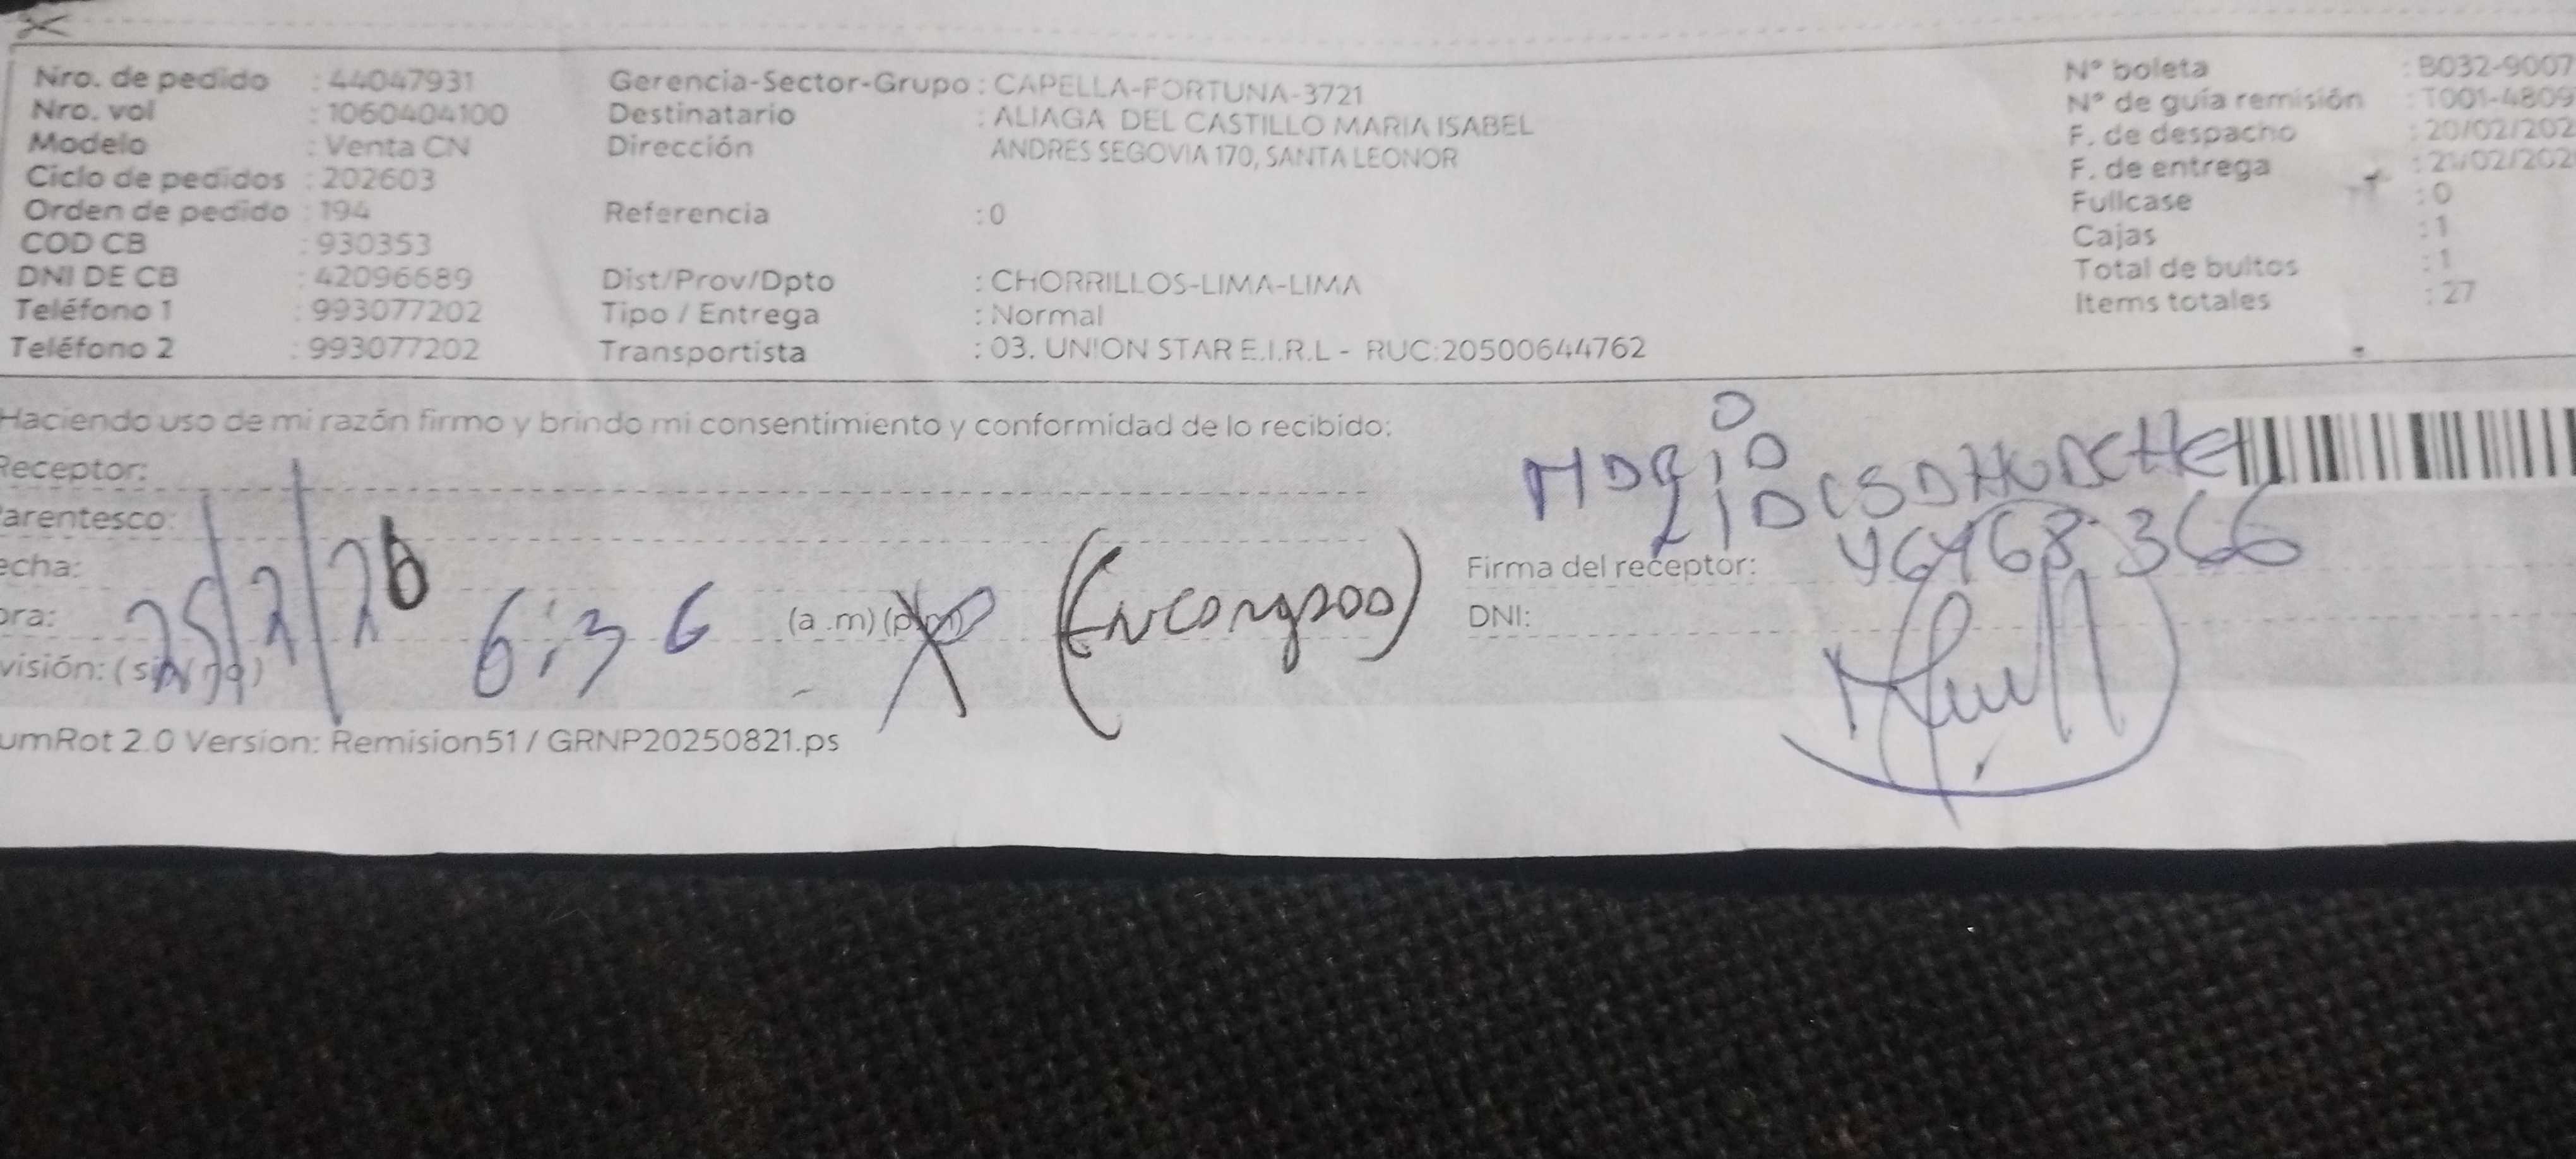 Nro. de pedido : 44047931
Nro. vol : 1060404100
Modelo : Venta CN
Ciclo de pedidos : 202603
Orden de pedido : 194
COD CB : 930353
DNI DE CB : 42096689
Teléfono 1 : 993077202
Teléfono 2 : 993077202
Gerencia-Sector-Grupo : CAPELLA-FORTUNA-3721
Destinatario : ALIAGA DEL CASTILLO MARIA ISABEL
Dirección ANDRES SEGOVIA 170, SANTA LEONOR
Referencia : 0
Dist/Prov/Dpto : CHORRILLOS-LIMA-LIMA
Tipo / Entrega : Normal
Transportista : 03. UNION STAR E.I.R.L - RUC:20500644762
N° boleta : B032-9007
N° de guía remisión : T001-4809
F. de despacho : 20/02/202
F. de entrega : 21/02/202
Fullcase : 0
Cajas : 1
Total de bultos : 1
Items totales : 27
Haciendo uso de mi razón firmo y brindo mi consentimiento y conformidad de lo recibido:
Receptor:
arentesco:
echa: 25/2/26
ora: 6:36 (a .m) (p.m) (Encargado)
visión: (si) (no)
Firma del receptor:
DNI:
umRot 2.0 Version: Remision51 / GRNP20250821.ps